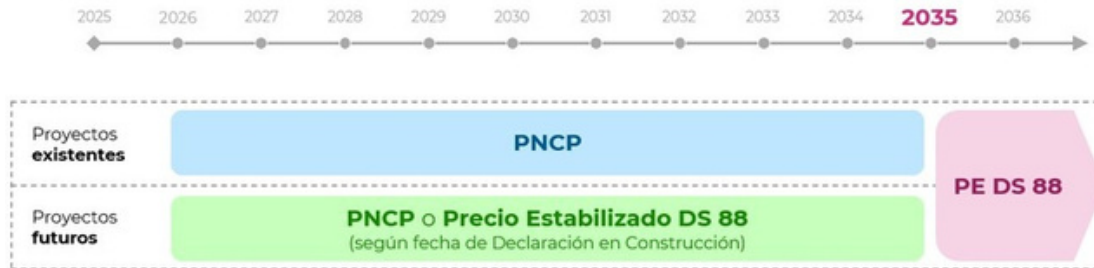 2025 2026 2027 2028 2029 2030 2031 2032 2033 2034 2035 2036
Proyectos
existentes
PNCP
Proyectos
futuros
PNCP o Precio Estabilizado DS 88
(según fecha de Declaración en Construcción)
PE DS 88